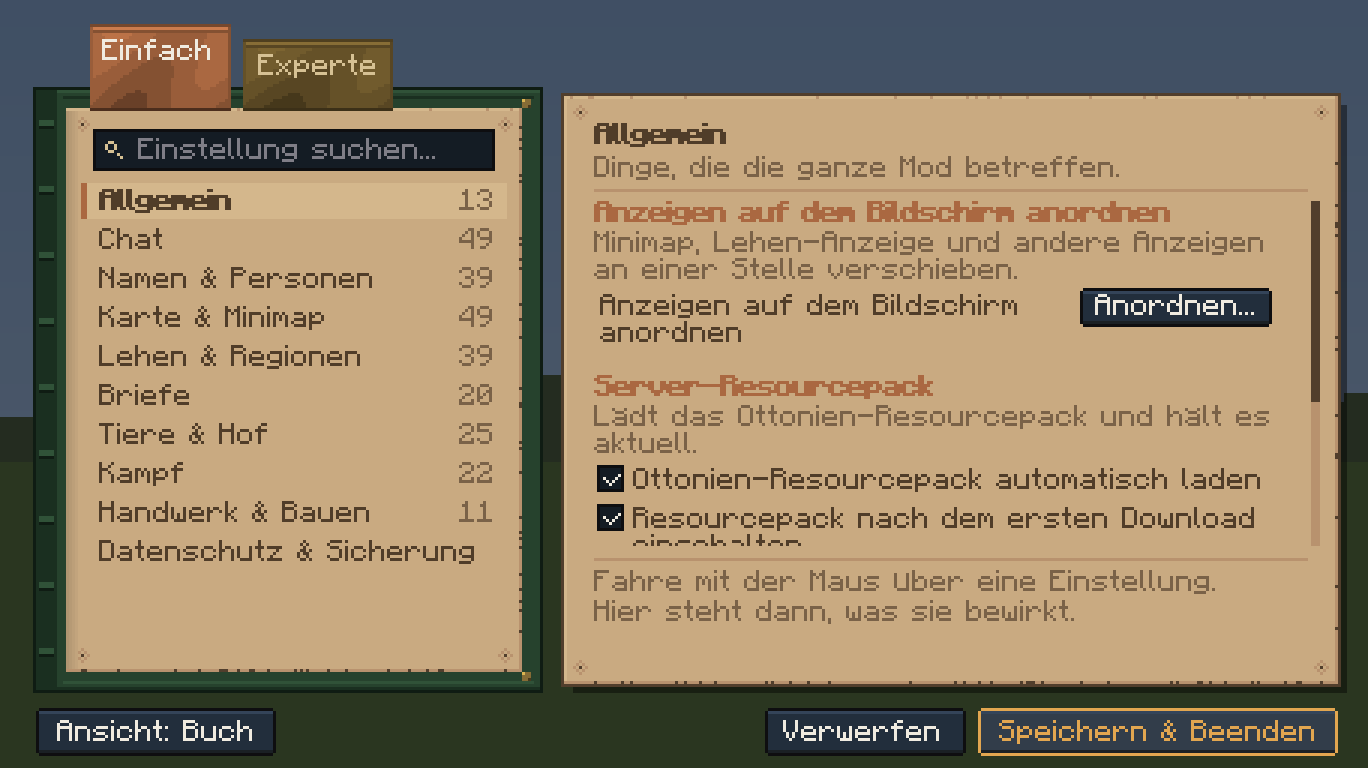 Einfach
Experte
Einstellung suchen...
Allgemein 13
Chat 49
Namen & Personen 39
Karte & Minimap 49
Lehen & Regionen 39
Briefe 20
Tiere & Hof 25
Kampf 22
Handwerk & Bauen 11
Datenschutz & Sicherung
Allgemein
Dinge, die die ganze Mod betreffen.
Anzeigen auf dem Bildschirm anordnen
Minimap, Lehen-Anzeige und andere Anzeigen
an einer Stelle verschieben.
Anzeigen auf dem Bildschirm
anordnen
Anordnen...
Server-Resourcepack
Lädt das Ottonien-Resourcepack und hält es
aktuell.
Ottonien-Resourcepack automatisch laden
Resourcepack nach dem ersten Download
einschalten
Fahre mit der Maus über eine Einstellung.
Hier steht dann, was sie bewirkt.
Ansicht: Buch
Verwerfen
Speichern & Beenden